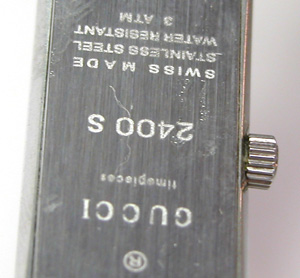 ®
GUCCI
timepieces
2400 S
SWISS MADE
STAINLESS STEEL
WATER RESISTANT
3 ATM